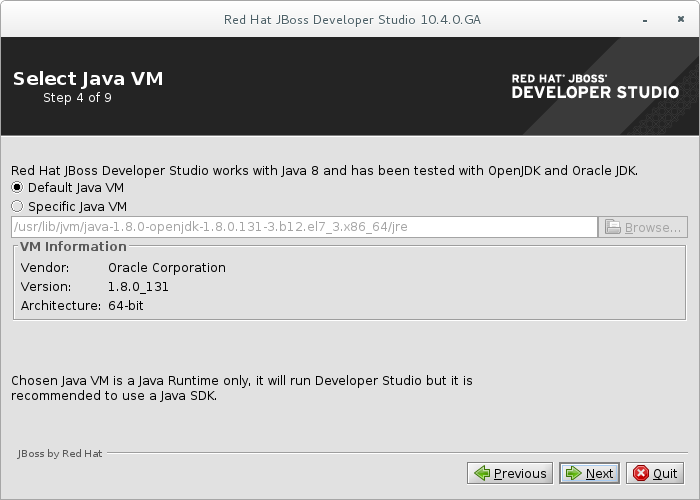 Red Hat JBoss Developer Studio 10.4.0.GA
Select Java VM
Step 4 of 9
RED HAT® JBOSS®
DEVELOPER STUDIO
Red Hat JBoss Developer Studio works with Java 8 and has been tested with OpenJDK and Oracle JDK.
Default Java VM
Specific Java VM
/usr/lib/jvm/java-1.8.0-openjdk-1.8.0.131-3.b12.el7_3.x86_64/jre
Browse...
VM Information
Vendor: Oracle Corporation
Version: 1.8.0_131
Architecture: 64-bit
Chosen Java VM is a Java Runtime only, it will run Developer Studio but it is
recommended to use a Java SDK.
JBoss by Red Hat
Previous Next Quit